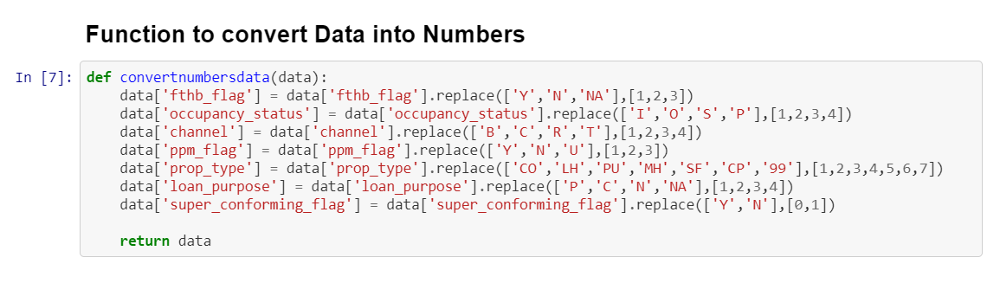 Function to convert Data into Numbers
In [7]: def convertnumbersdata(data):
    data['fthb_flag'] = data['fthb_flag'].replace(['Y','N','NA'],[1,2,3])
    data['occupancy_status'] = data['occupancy_status'].replace(['I','O','S','P'],[1,2,3,4])
    data['channel'] = data['channel'].replace(['B','C','R','T'],[1,2,3,4])
    data['ppm_flag'] = data['ppm_flag'].replace(['Y','N','U'],[1,2,3])
    data['prop_type'] = data['prop_type'].replace(['CO','LH','PU','MH','SF','CP','99'],[1,2,3,4,5,6,7])
    data['loan_purpose'] = data['loan_purpose'].replace(['P','C','N','NA'],[1,2,3,4])
    data['super_conforming_flag'] = data['super_conforming_flag'].replace(['Y','N'],[0,1])
    return data